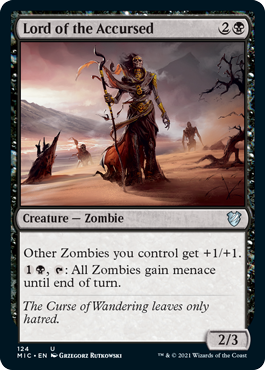 Lord of the Accursed 2
Creature — Zombie
Other Zombies you control get +1/+1.
1, : All Zombies gain menace
until end of turn.
The Curse of Wandering leaves only
hatred.
2/3
124 U
MIC • EN Grzegorz Rutkowski ™ & © 2021 Wizards of the Coast